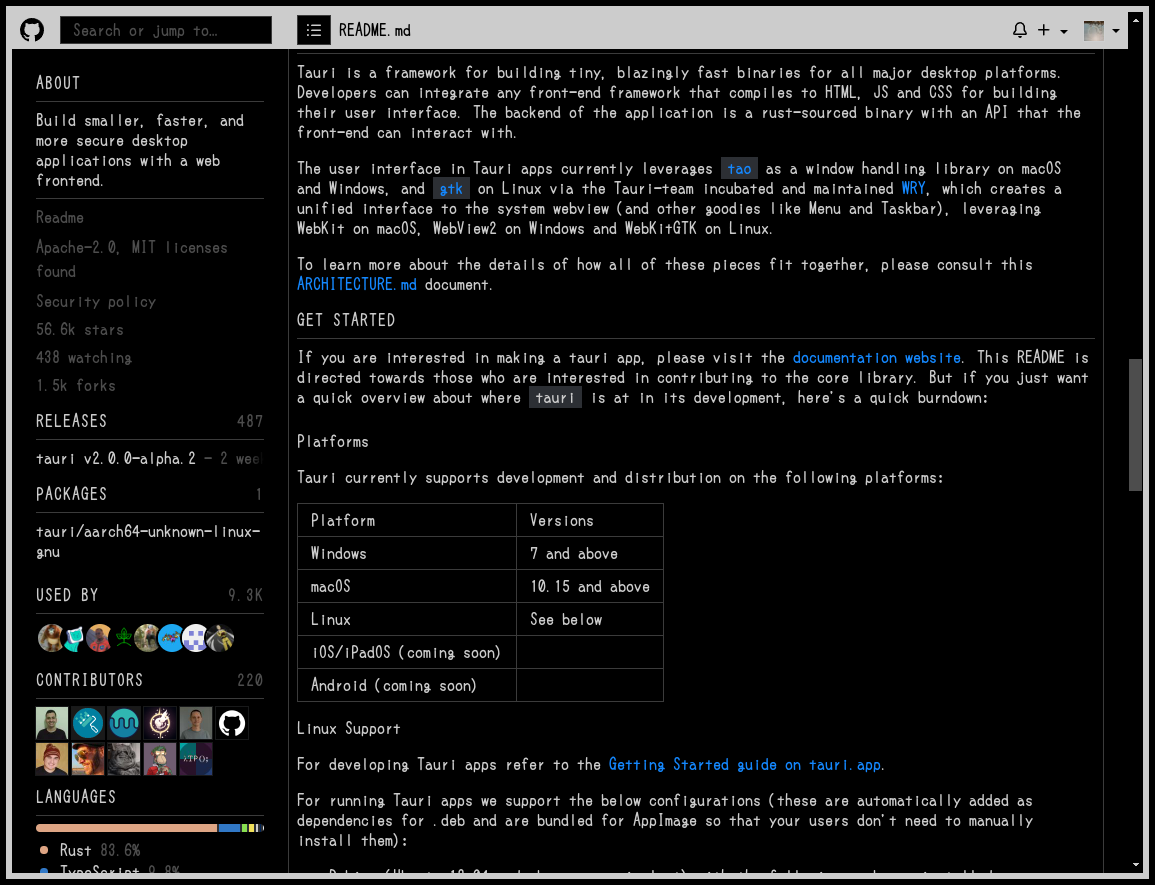 Search or jump to…
README.md
ABOUT
Build smaller, faster, and
more secure desktop
applications with a web
frontend.
Readme
Apache-2.0, MIT licenses
found
Security policy
56.6k stars
438 watching
1.5k forks
RELEASES 487
tauri v2.0.0-alpha.2 – 2 week
PACKAGES 1
tauri/aarch64-unknown-linux-
gnu
USED BY 9.3K
CONTRIBUTORS 220
λTP():
LANGUAGES
Rust 83.6%
TypeScript 9.8%
Tauri is a framework for building tiny, blazingly fast binaries for all major desktop platforms.
Developers can integrate any front-end framework that compiles to HTML, JS and CSS for building
their user interface. The backend of the application is a rust-sourced binary with an API that the
front-end can interact with.
The user interface in Tauri apps currently leverages tao as a window handling library on macOS
and Windows, and gtk on Linux via the Tauri-team incubated and maintained WRY, which creates a
unified interface to the system webview (and other goodies like Menu and Taskbar), leveraging
WebKit on macOS, WebView2 on Windows and WebKitGTK on Linux.
To learn more about the details of how all of these pieces fit together, please consult this
ARCHITECTURE.md document.
GET STARTED
If you are interested in making a tauri app, please visit the documentation website. This README is
directed towards those who are interested in contributing to the core library. But if you just want
a quick overview about where tauri is at in its development, here's a quick burndown:
Platforms
Tauri currently supports development and distribution on the following platforms:
Platform Versions
Windows 7 and above
macOS 10.15 and above
Linux See below
iOS/iPadOS (coming soon)
Android (coming soon)
Linux Support
For developing Tauri apps refer to the Getting Started guide on tauri.app.
For running Tauri apps we support the below configurations (these are automatically added as
dependencies for .deb and are bundled for AppImage so that your users don't need to manually
install them):